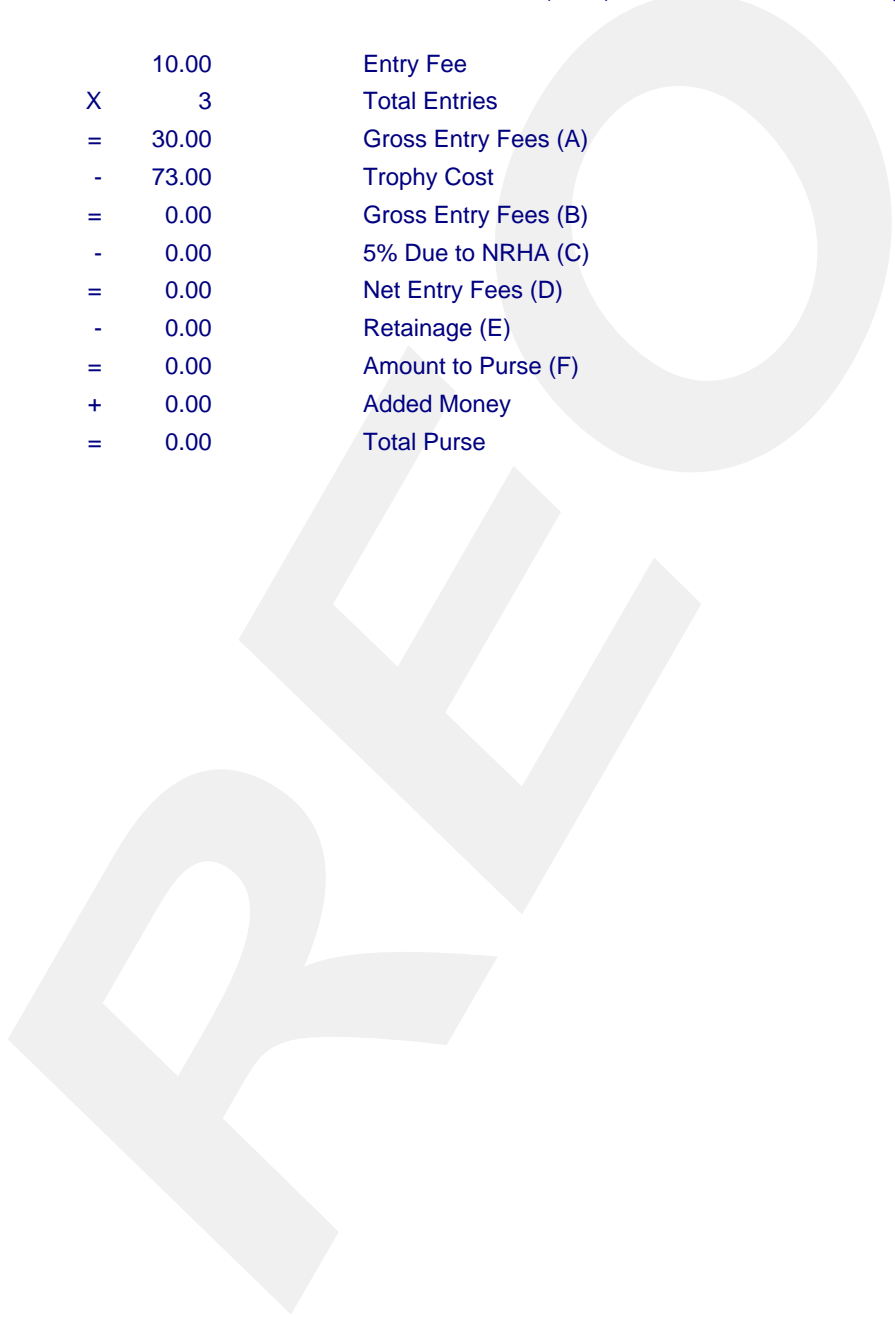 10.00 Entry Fee
X 3 Total Entries
= 30.00 Gross Entry Fees (A)
- 73.00 Trophy Cost
= 0.00 Gross Entry Fees (B)
- 0.00 5% Due to NRHA (C)
= 0.00 Net Entry Fees (D)
- 0.00 Retainage (E)
= 0.00 Amount to Purse (F)
+ 0.00 Added Money
= 0.00 Total Purse
REO